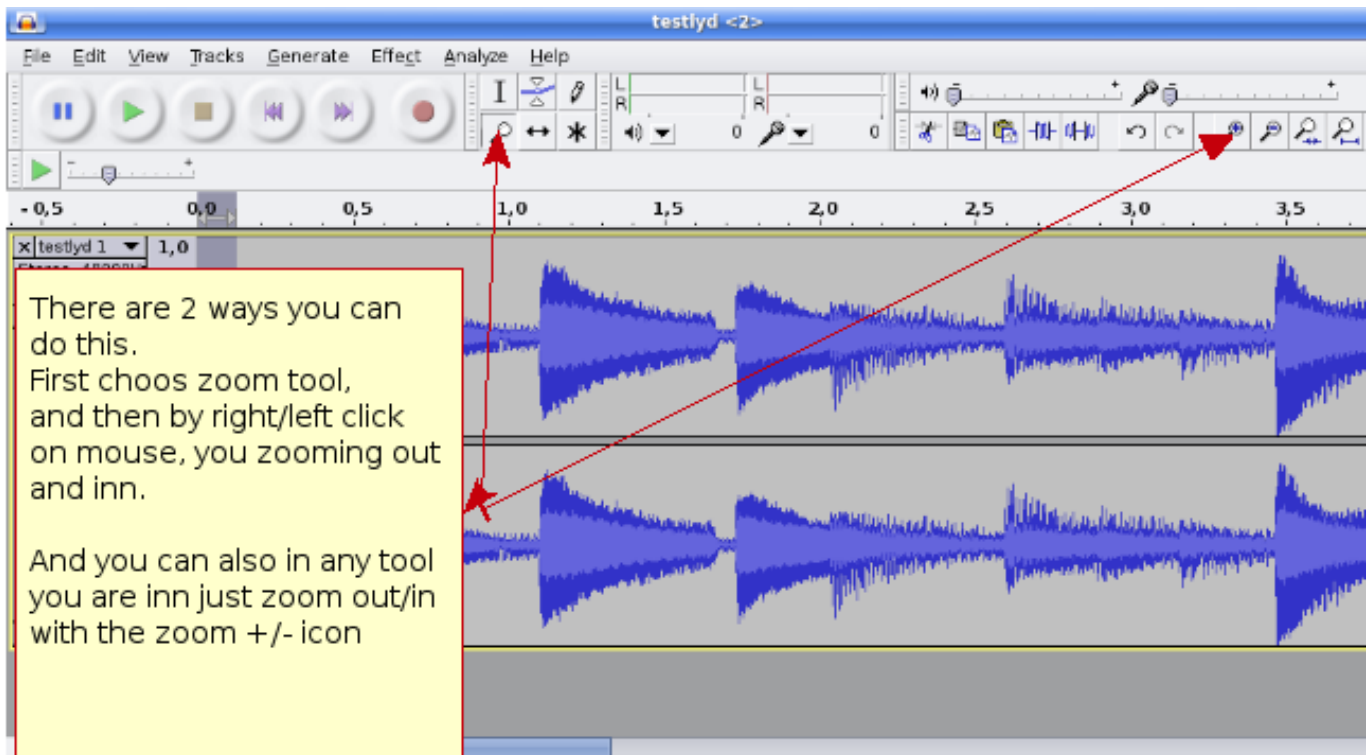 testlyd <2>
File Edit View Tracks Generate Effect Analyze Help
L
R
L
R
- +
- 0,5 0,0 0,5 1,0 1,5 2,0 2,5 3,0 3,5
x testlyd 1 1,0
There are 2 ways you can
do this.
First choos zoom tool,
and then by right/left click
on mouse, you zooming out
and inn.
And you can also in any tool
you are inn just zoom out/in
with the zoom +/- icon